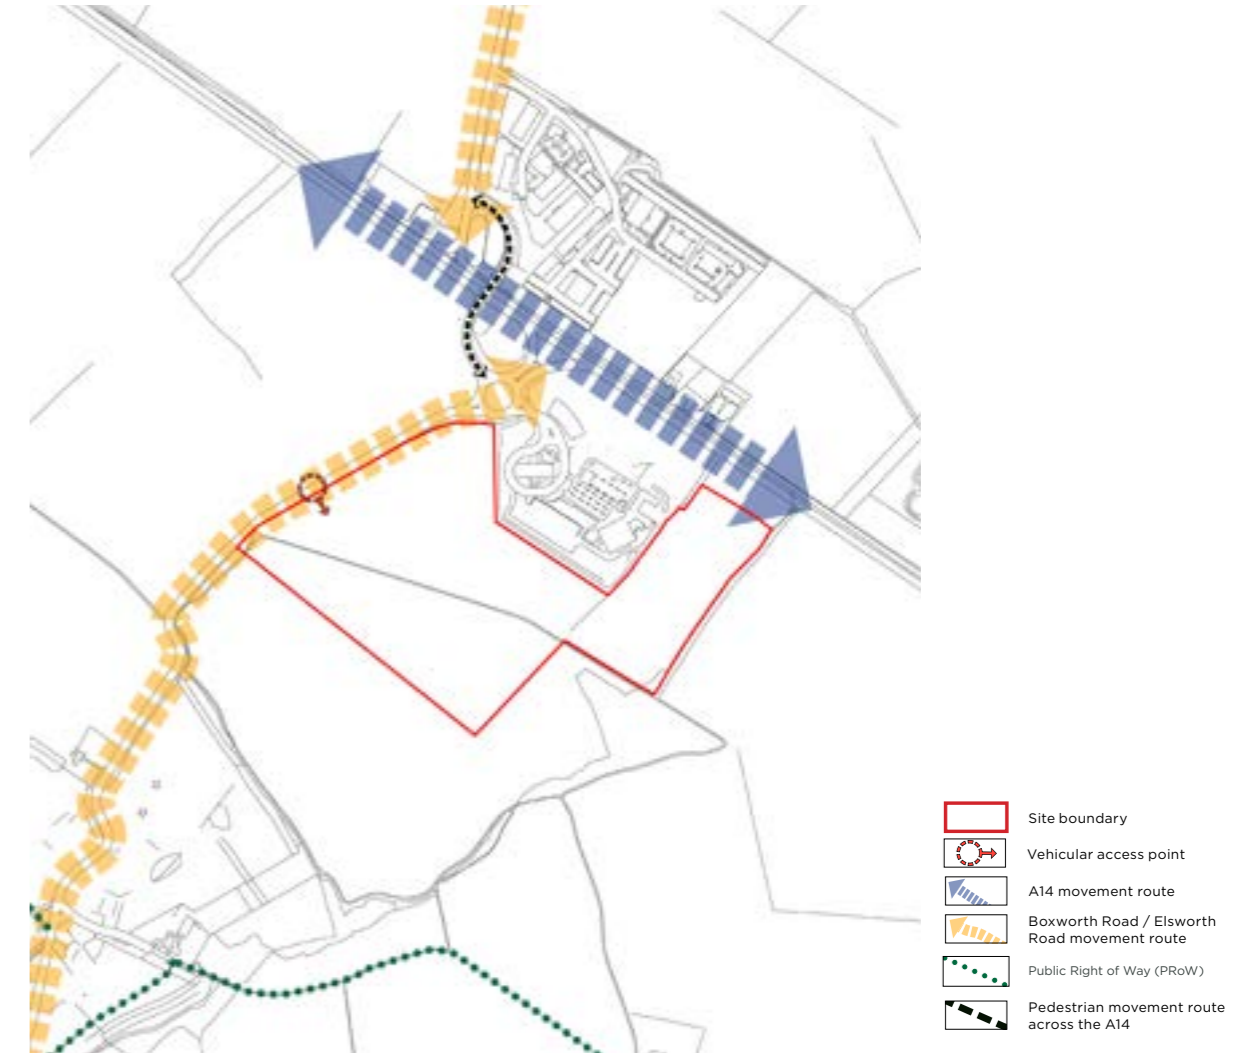 Site boundary
Vehicular access point
A14 movement route
Boxworth Road / Elsworth
Road movement route
Public Right of Way (PRoW)
Pedestrian movement route
across the A14